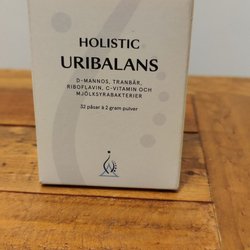 HOLISTIC
URIBALANS
D-MANNOS, TRANBÄR,
RIBOFLAVIN, C-VITAMIN OCH
MJÖLKSYRABAKTERIER
32 påsar à 2 gram pulver